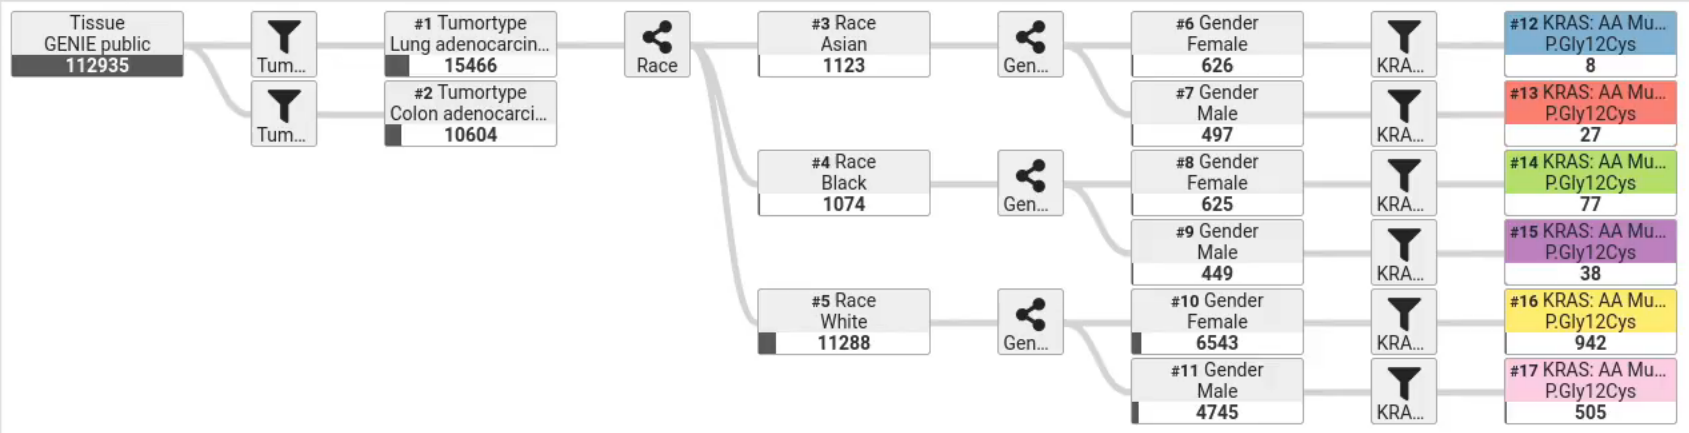 Tissue
GENIE public
112935
Tum...
#1 Tumortype
Lung adenocarcin...
15466
Race
#3 Race
Asian
1123
Gen...
#6 Gender
Female
626
KRA...
#12 KRAS: AA Mu...
P.Gly12Cys
8
Tum...
#2 Tumortype
Colon adenocarci...
10604
#7 Gender
Male
497
KRA...
#13 KRAS: AA Mu...
P.Gly12Cys
27
#4 Race
Black
1074
Gen...
#8 Gender
Female
625
KRA...
#14 KRAS: AA Mu...
P.Gly12Cys
77
#9 Gender
Male
449
KRA...
#15 KRAS: AA Mu...
P.Gly12Cys
38
#5 Race
White
11288
Gen...
#10 Gender
Female
6543
KRA...
#16 KRAS: AA Mu...
P.Gly12Cys
942
#11 Gender
Male
4745
KRA...
#17 KRAS: AA Mu...
P.Gly12Cys
505